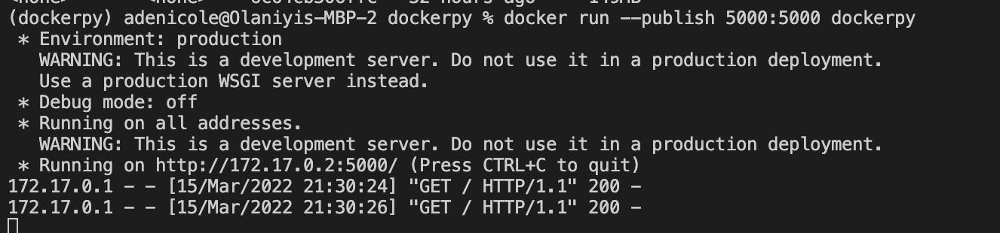 (dockerpy) adenicole@Olaniyis-MBP-2 dockerpy % docker run --publish 5000:5000 dockerpy
 * Environment: production
   WARNING: This is a development server. Do not use it in a production deployment.
   Use a production WSGI server instead.
 * Debug mode: off
 * Running on all addresses.
   WARNING: This is a development server. Do not use it in a production deployment.
 * Running on http://172.17.0.2:5000/ (Press CTRL+C to quit)
172.17.0.1 - - [15/Mar/2022 21:30:24] "GET / HTTP/1.1" 200 -
172.17.0.1 - - [15/Mar/2022 21:30:26] "GET / HTTP/1.1" 200 -